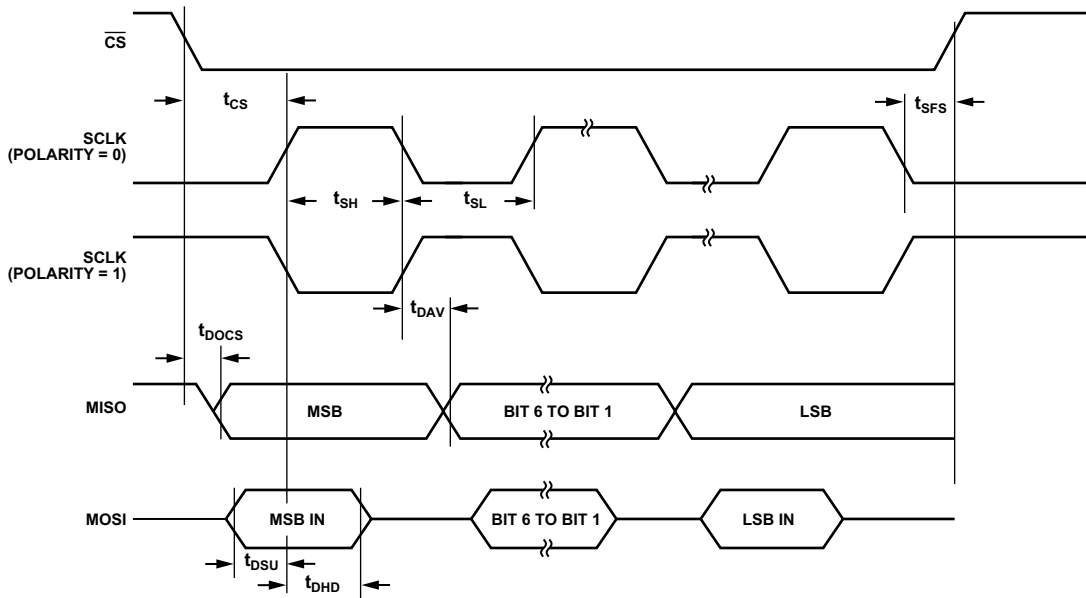 CS
tCS
tSFS
SCLK
(POLARITY = 0)
tSH
tSL
SCLK
(POLARITY = 1)
tDAV
tDOCS
MISO
MSB
BIT 6 TO BIT 1
LSB
MOSI
MSB IN
BIT 6 TO BIT 1
LSB IN
tDSU
tDHD